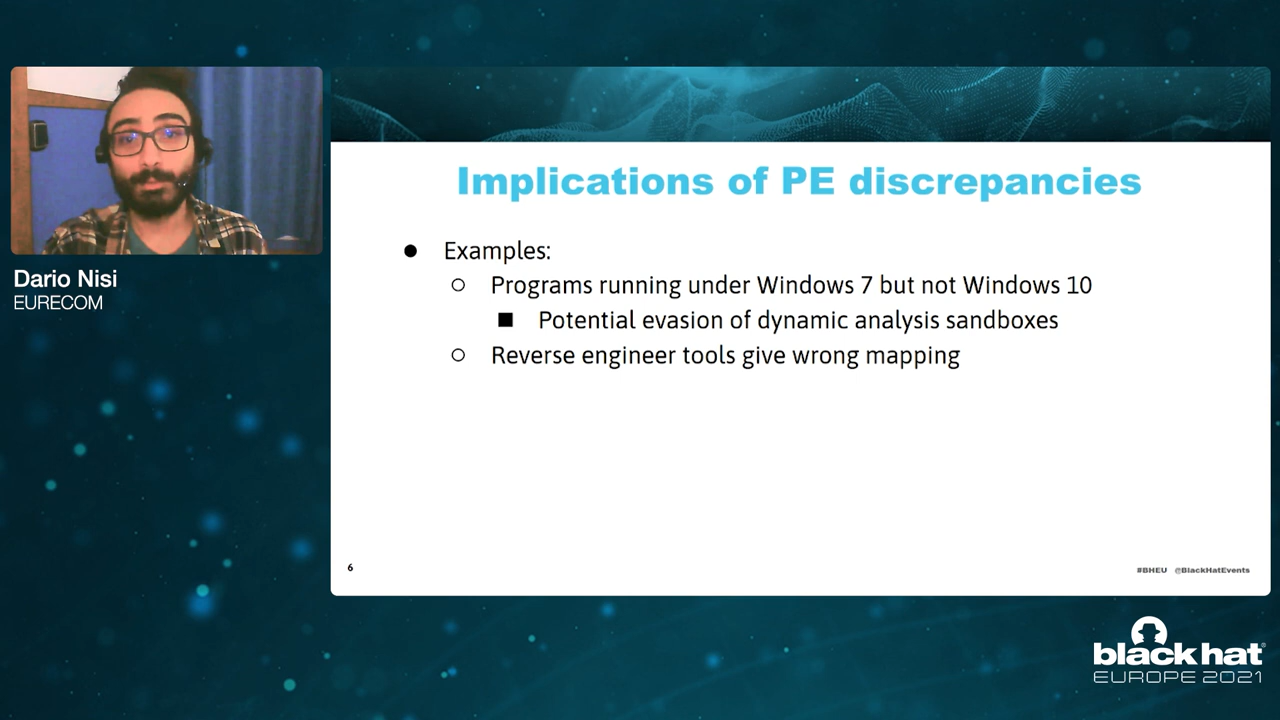 Implications of PE discrepancies
Examples:
Programs running under Windows 7 but not Windows 10
Potential evasion of dynamic analysis sandboxes
Reverse engineer tools give wrong mapping
Dario Nisi
EURECOM
6
#BHEU @BlackHatEvents
black hat
EUROPE 2021